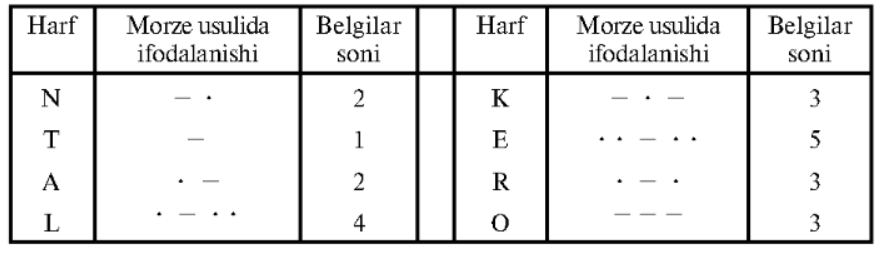 Harf Morze usulida ifodalanishi Belgilar soni Harf Morze usulida ifodalanishi Belgilar soni
N — · 2 K — · — 3
T — 1 E · · — · · 5
A · — 2 R · — · 3
L · — · · 4 O — — — 3